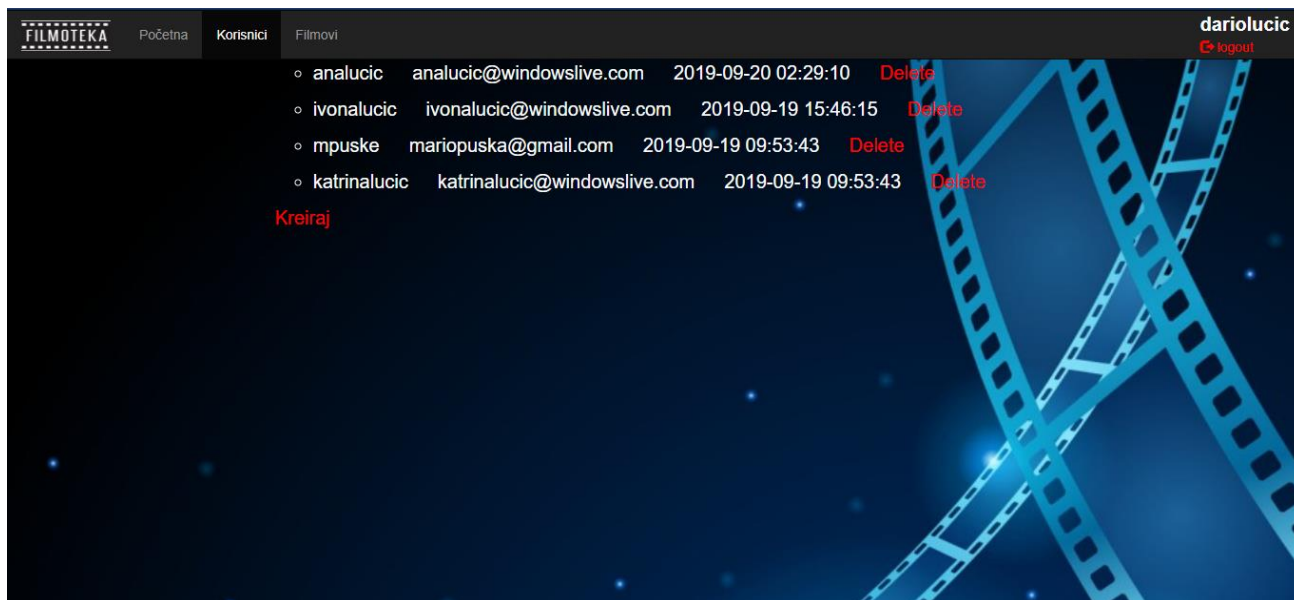 FILMOTEKA Početna Korisnici Filmovi dariolucic
logout
analucic analucic@windowslive.com 2019-09-20 02:29:10 Delete
ivonalucic ivonalucic@windowslive.com 2019-09-19 15:46:15 Delete
mpuske mariopuska@gmail.com 2019-09-19 09:53:43 Delete
katrinalucic katrinalucic@windowslive.com 2019-09-19 09:53:43 Delete
Kreiraj